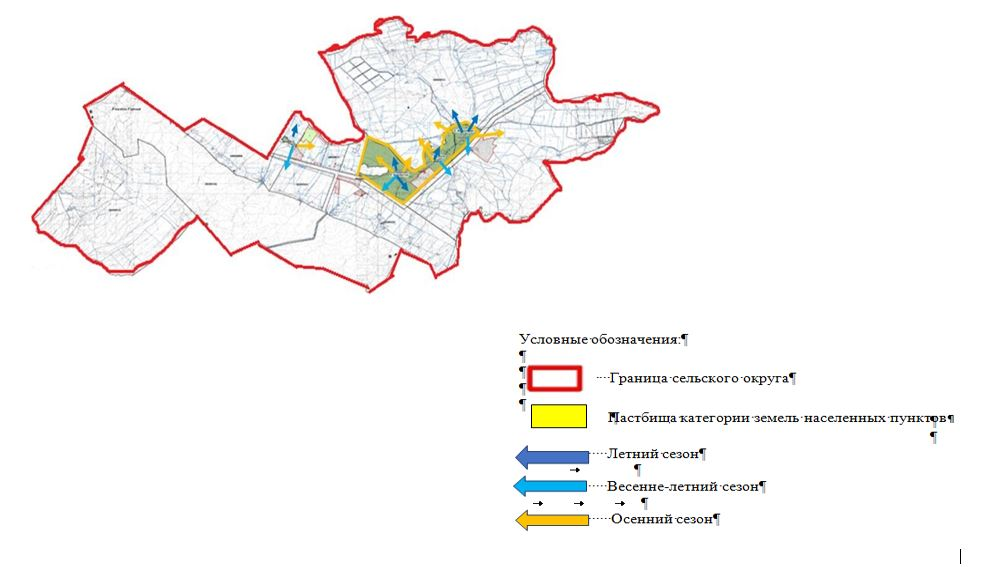 Условные обозначения:
Граница сельского округа
Пастбища категории земель населенных пунктов
Летний сезон
Весенне-летний сезон
Осенний сезон